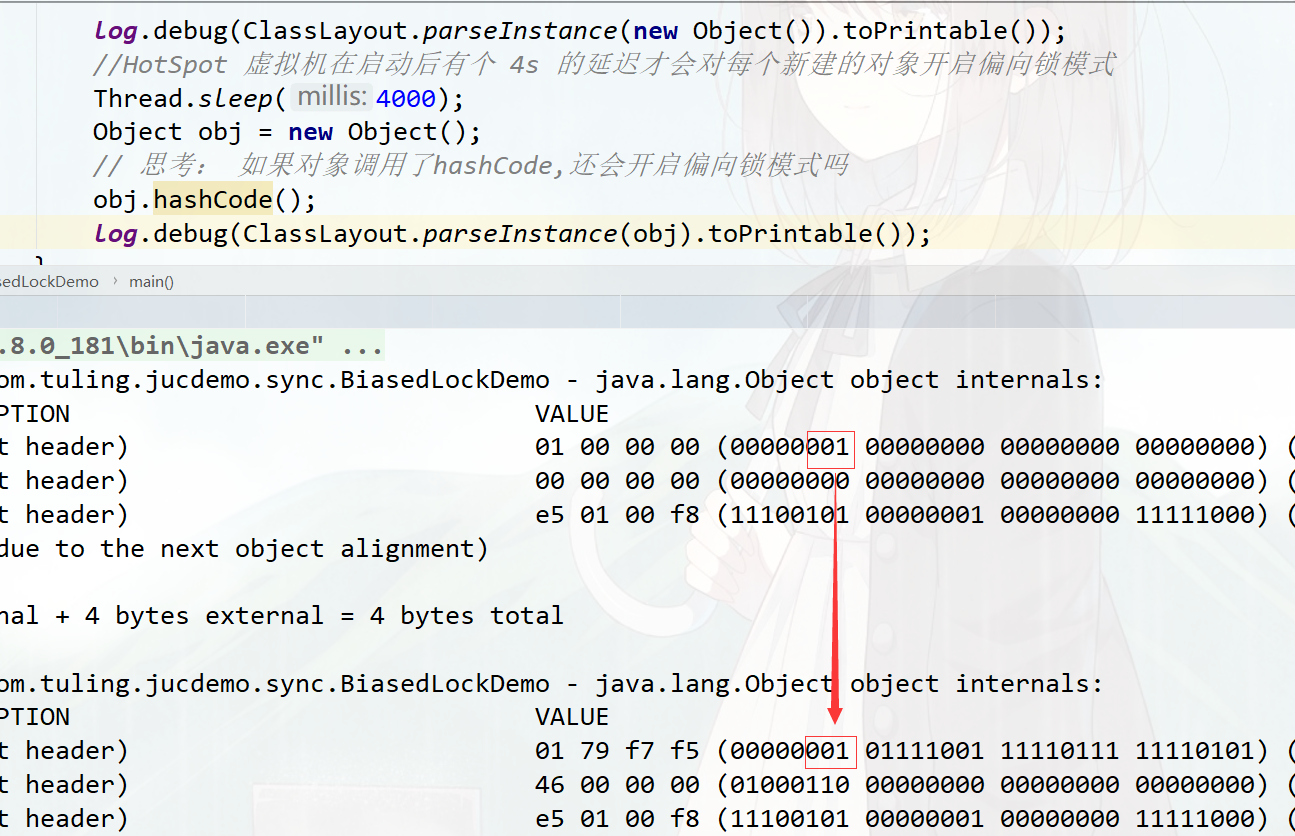 log.debug(ClassLayout.parseInstance(new Object()).toPrintable());
//HotSpot 虚拟机在启动后有个 4s 的延迟才会对每个新建的对象开启偏向锁模式
Thread.sleep( millis: 4000);
Object obj = new Object();
// 思考： 如果对象调用了hashCode,还会开启偏向锁模式吗
obj.hashCode();
log.debug(ClassLayout.parseInstance(obj).toPrintable());
}
sedLockDemo › main()
.8.0_181\bin\java.exe" ...
om.tuling.jucdemo.sync.BiasedLockDemo - java.lang.Object object internals:
PTION VALUE
t header) 01 00 00 00 (00000001 00000000 00000000 00000000) (
t header) 00 00 00 00 (00000000 00000000 00000000 00000000) (
t header) e5 01 00 f8 (11100101 00000001 00000000 11111000) (
due to the next object alignment)
nal + 4 bytes external = 4 bytes total
om.tuling.jucdemo.sync.BiasedLockDemo - java.lang.Object object internals:
PTION VALUE
t header) 01 79 f7 f5 (00000001 01111001 11110111 11110101) (
t header) 46 00 00 00 (01000110 00000000 00000000 00000000) (
t header) e5 01 00 f8 (11100101 00000001 00000000 11111000) (